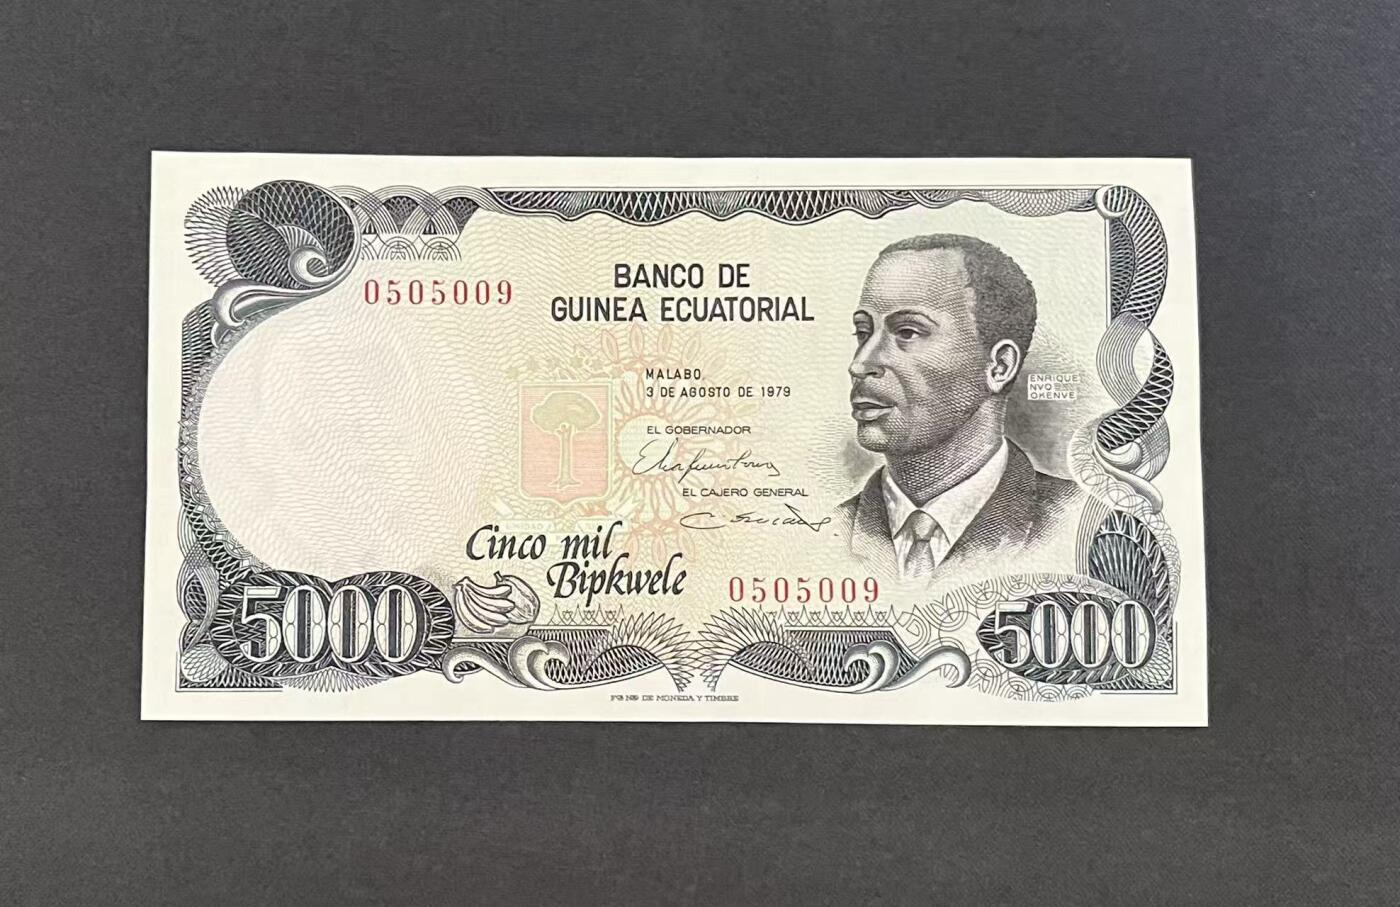 BANCO DE
GUINEA ECUATORIAL
0505009
MALABO,
3 DE AGOSTO DE 1979
ENRIQUE
NVO
OKENVE
EL GOBERNADOR
EL CAJERO GENERAL
UNIDAD
Cinco mil
Bipkwele
0505009
5000
5000
DE MONEDA Y TIMBRE